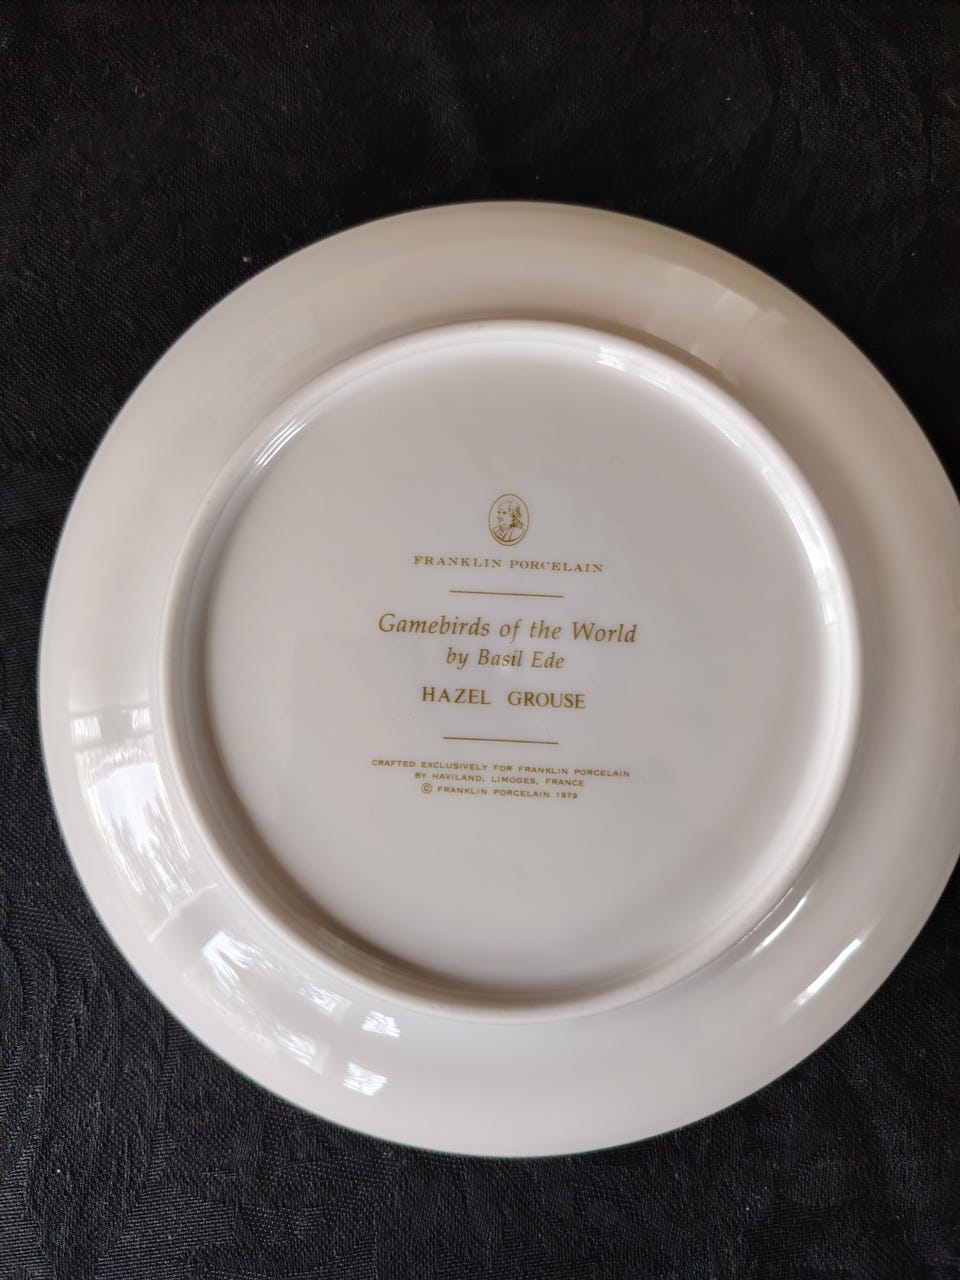 FRANKLIN PORCELAIN
Gamebirds of the World
by Basil Ede
HAZEL GROUSE
CRAFTED EXCLUSIVELY FOR FRANKLIN PORCELAIN
BY HAVILAND, LIMOGES, FRANCE
© FRANKLIN PORCELAIN 1979